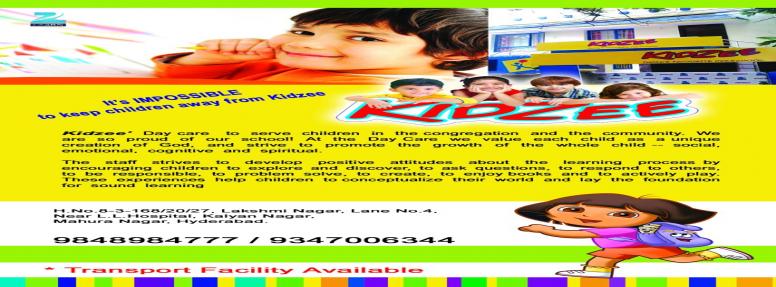 It's IMPOSSIBLE
to keep children away from Kidzee
KIDZEE
KIDZEE
KIDZEE
Kidzee' Day care to serve children in the congregation and the community. We
are so proud of our school! At the Day Care we value each child as a unique
creation of God, and strive to promote the growth of the whole child -- social,
emotional, cognitive and spiritual.
The staff strives to develop positive attitudes about the learning process by
encouraging children to explore and discover, to ask questions, to respond to others,
to be responsible, to problem solve, to create, to enjoy books and to actively play,
These experiences help children to conceptualize their world and lay the foundation
for sound learning
H.No.8-3-168/20/27, Lakshmi Nagar, Lane No.4,
Near L.L.Hospital, Kalyan Nagar,
Mahura Nagar, Hyderabad.
9848984777 / 9347006344
* Transport Facility Available